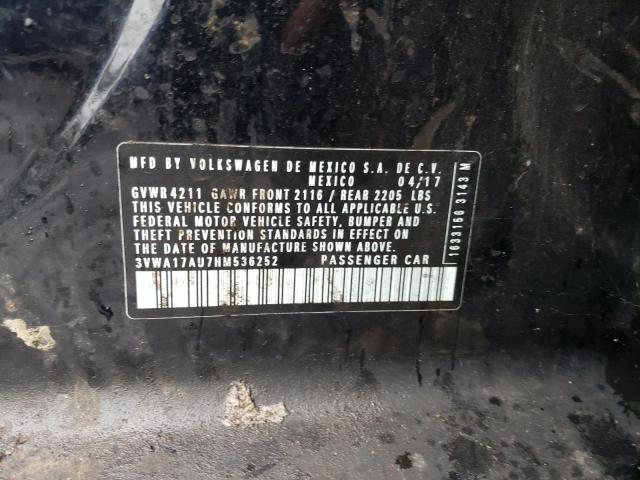 MFD BY VOLKSWAGEN DE MEXICO S.A. DE C.V.
MEXICO 04/17
GVWR 4211 GAWR FRONT 2116 / REAR 2205 LBS
THIS VEHICLE CONFORMS TO ALL APPLICABLE U.S.
FEDERAL MOTOR VEHICLE SAFETY, BUMPER AND
THEFT PREVENTION STANDARDS IN EFFECT ON
THE DATE OF MANUFACTURE SHOWN ABOVE.
3VWA17AU7HM536252 PASSENGER CAR
1633156 3143 M